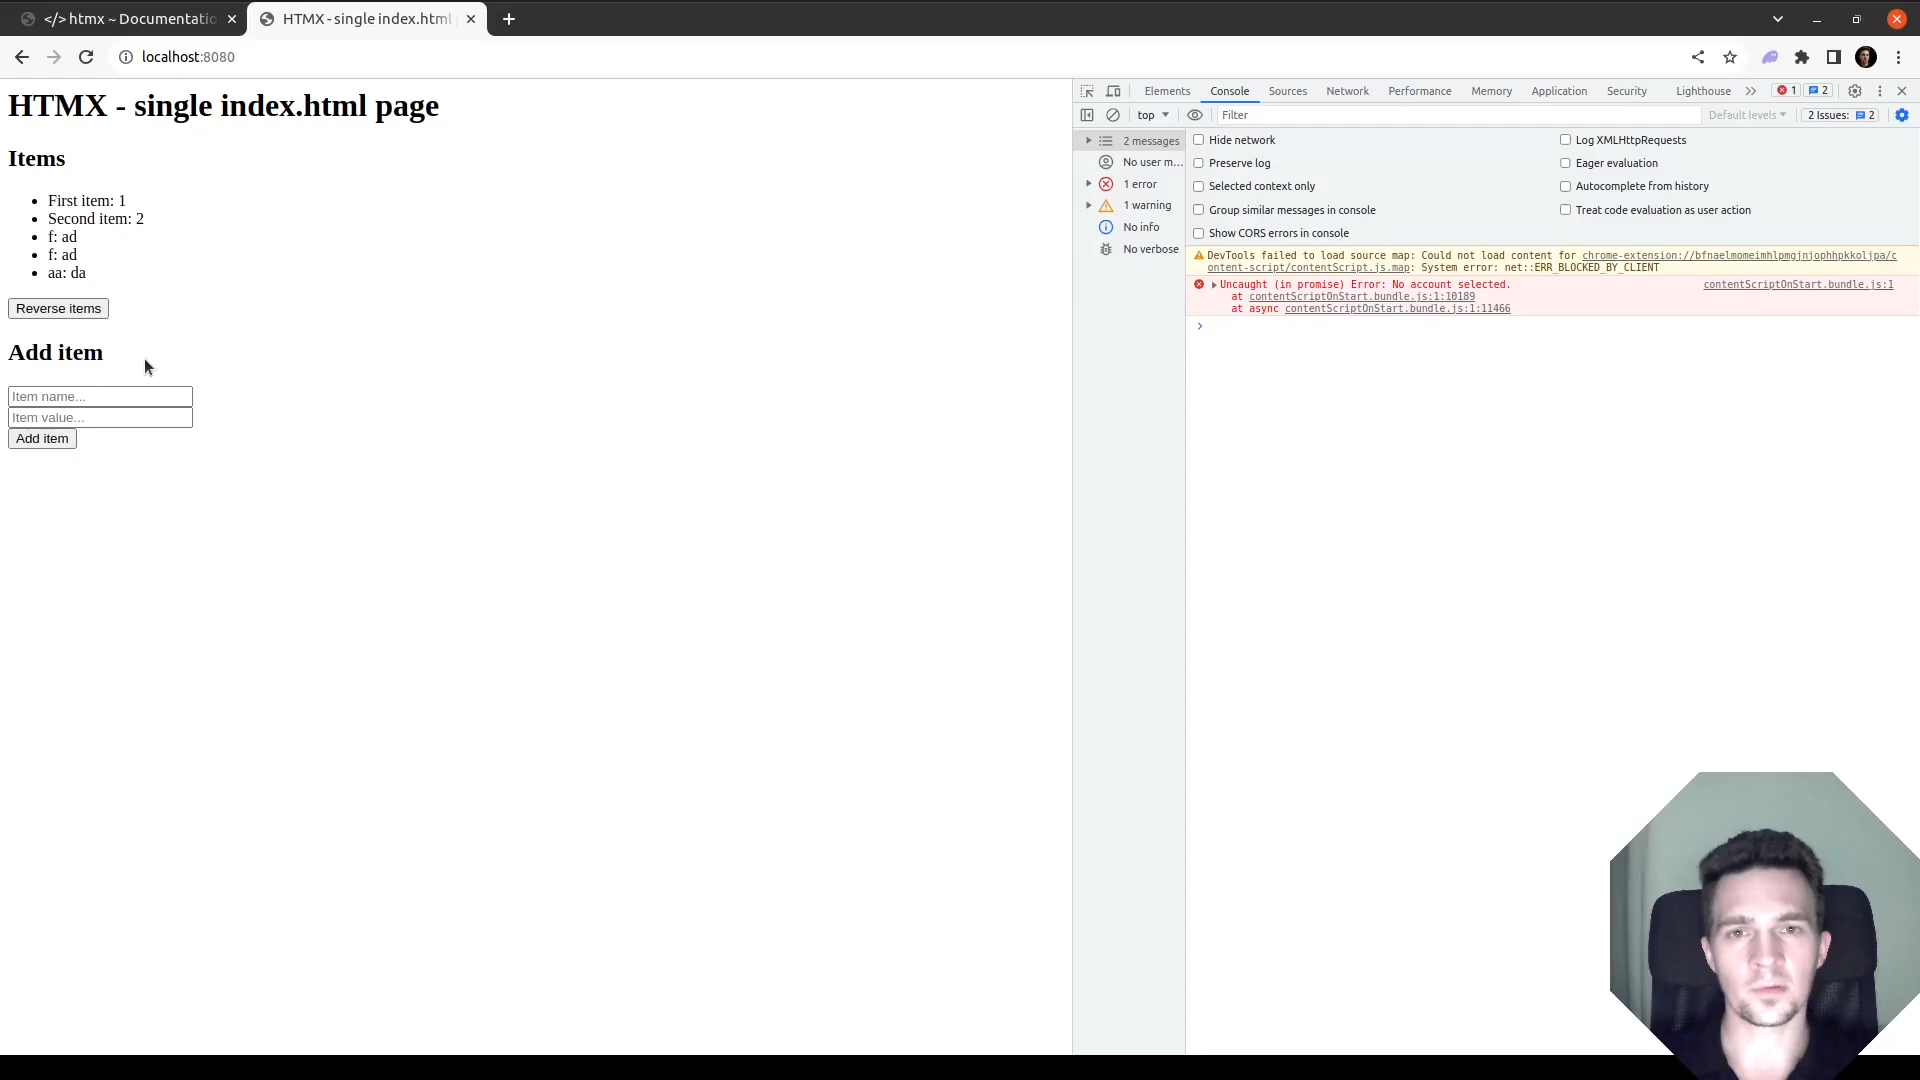 </> htmx ~ Documentatio
HTMX - single index.html
localhost:8080
HTMX - single index.html page
Items
First item: 1
Second item: 2
f: ad
f: ad
aa: da
Reverse items
Add item
Item name...
Item value...
Add item
Elements Console Sources Network Performance Memory Application Security Lighthouse 1 2
top Filter Default levels 2 Issues: 2
2 messages
No user m...
1 error
1 warning
No info
No verbose
Hide network
Log XMLHttpRequests
Preserve log
Eager evaluation
Selected context only
Autocomplete from history
Group similar messages in console
Treat code evaluation as user action
Show CORS errors in console
DevTools failed to load source map: Could not load content for chrome-extension://bfnaelmomeimhlpmgjnjophhpkkoljpa/c
ontent-script/contentScript.js.map: System error: net::ERR_BLOCKED_BY_CLIENT
Uncaught (in promise) Error: No account selected. contentScriptOnStart.bundle.js:1
at contentScriptOnStart.bundle.js:1:10189
at async contentScriptOnStart.bundle.js:1:11466